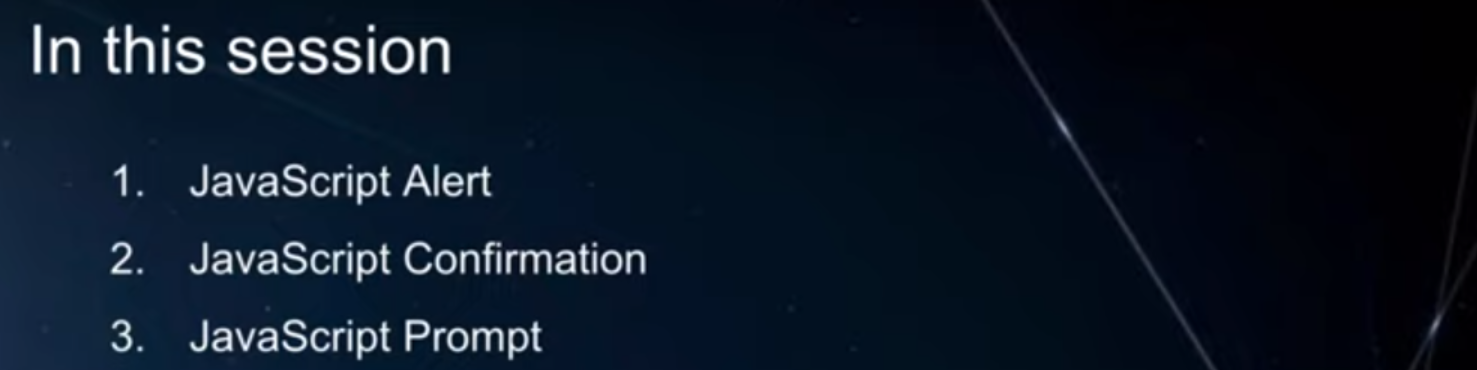 In this session
1. JavaScript Alert
2. JavaScript Confirmation
3. JavaScript Prompt